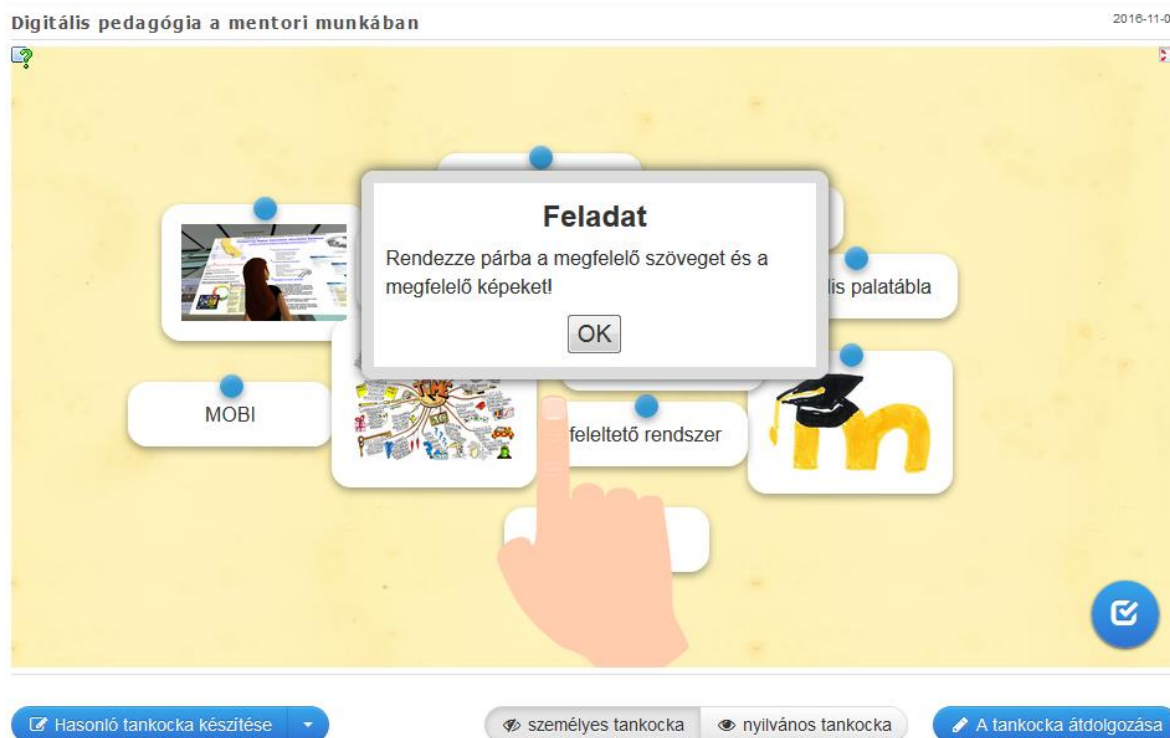 Digitális pedagógia a mentori munkában
2016-11-0
Feladat
Rendezze párba a megfelelő szöveget és a
megfelelő képeket!
OK
lis palatábla
MOBI
feleltető rendszer
TIME
Hasonló tankocka készítése
személyes tankocka
nyilvános tankocka
A tankocka átdolgozása